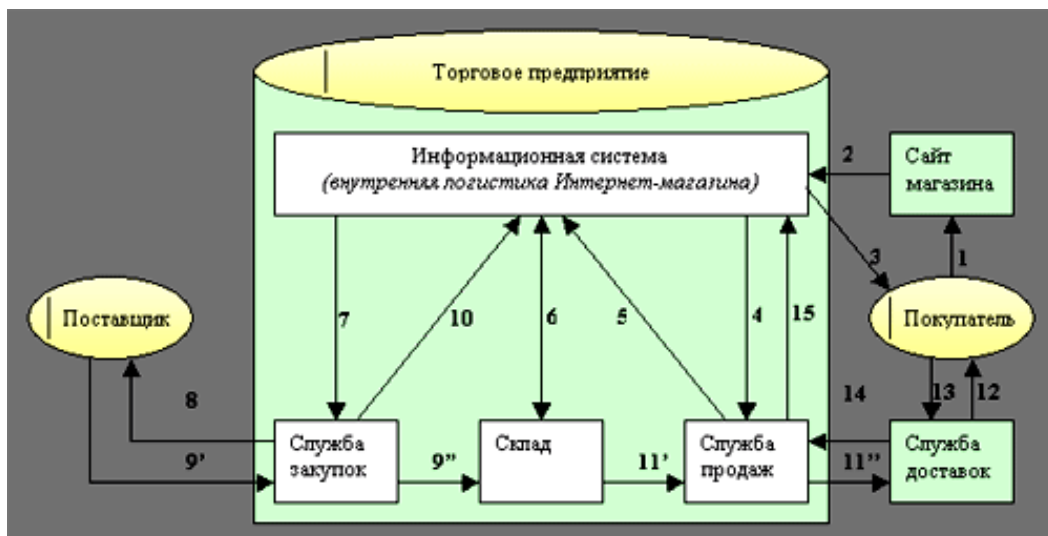 Торговое предприятие
Информационная система
(внутренняя логистика Интернет-магазина)
2
Сайт
магазина
3
1
Поставщик
7
10
6
5
4
15
Покупатель
8
14
13
12
Служба
закупок
Склад
Служба
продаж
Служба
доставок
9’
9”
11’
11”